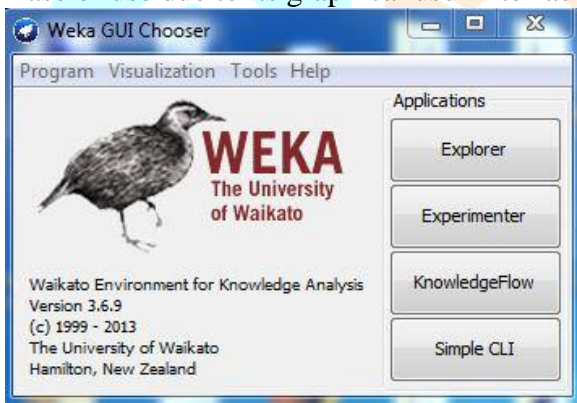 Weka GUI Chooser
Program Visualization Tools Help
Applications
WEKA
The University
of Waikato
Explorer
Experimenter
KnowledgeFlow
Simple CLI
Waikato Environment for Knowledge Analysis
Version 3.6.9
(c) 1999 - 2013
The University of Waikato
Hamilton, New Zealand